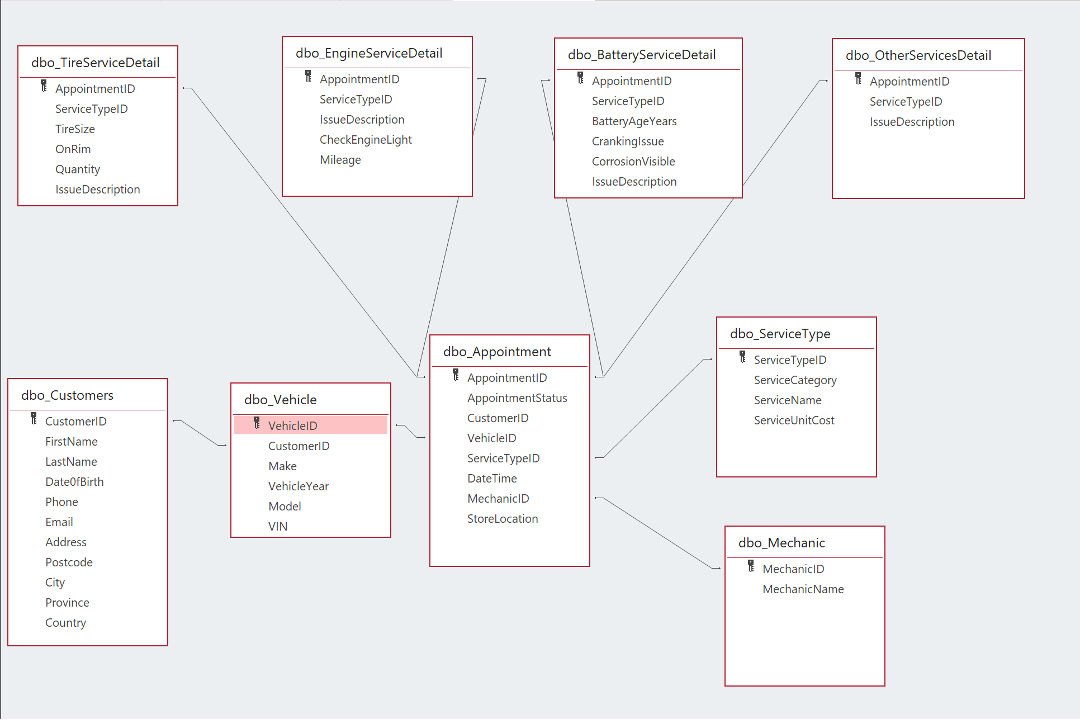 dbo_TireServiceDetail
AppointmentID
ServiceTypeID
TireSize
OnRim
Quantity
IssueDescription
dbo_EngineServiceDetail
AppointmentID
ServiceTypeID
IssueDescription
CheckEngineLight
Mileage
dbo_BatteryServiceDetail
AppointmentID
ServiceTypeID
BatteryAgeYears
CrankingIssue
CorrosionVisible
IssueDescription
dbo_OtherServicesDetail
AppointmentID
ServiceTypeID
IssueDescription
dbo_Customers
CustomerID
FirstName
LastName
Date0fBirth
Phone
Email
Address
Postcode
City
Province
Country
dbo_Vehicle
VehicleID
CustomerID
Make
VehicleYear
Model
VIN
dbo_Appointment
AppointmentID
AppointmentStatus
CustomerID
VehicleID
ServiceTypeID
DateTime
MechanicID
StoreLocation
dbo_ServiceType
ServiceTypeID
ServiceCategory
ServiceName
ServiceUnitCost
dbo_Mechanic
MechanicID
MechanicName